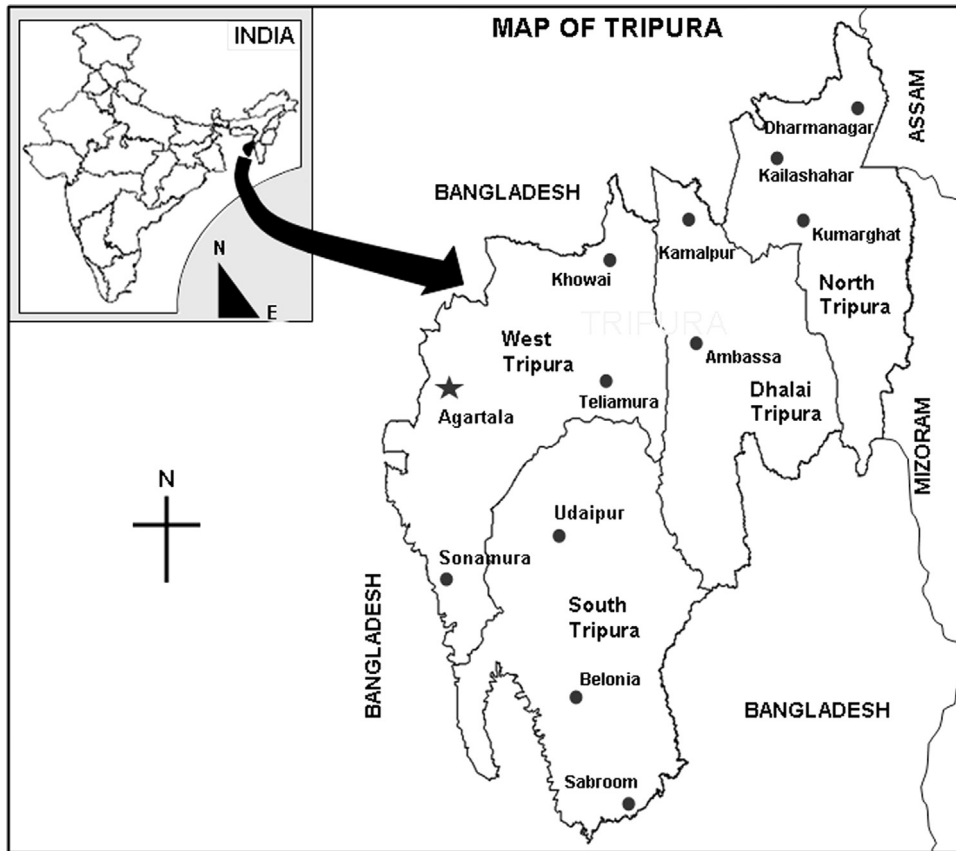 INDIA
MAP OF TRIPURA
ASSAM
Dharmanagar
Kailashahar
BANGLADESH
N
E
Kamalpur
Kumarghat
Khowai
North
Tripura
TRIPURA
West
Tripura
Ambassa
Teliamura
Dhalai
Tripura
Agartala
MIZORAM
N
Udaipur
Sonamura
South
Tripura
BANGLADESH
Belonia
BANGLADESH
Sabroom